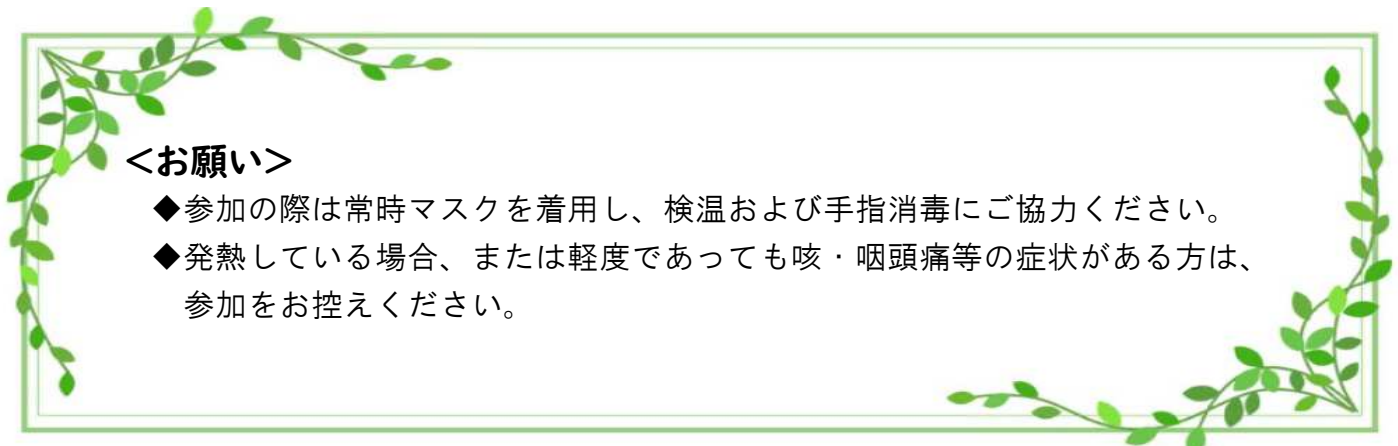 ＜お願い＞
◆参加の際は常時マスクを着用し、検温および手指消毒にご協力ください。
◆発熱している場合、または軽度であっても咳・咽頭痛等の症状がある方は、
参加をお控えください。